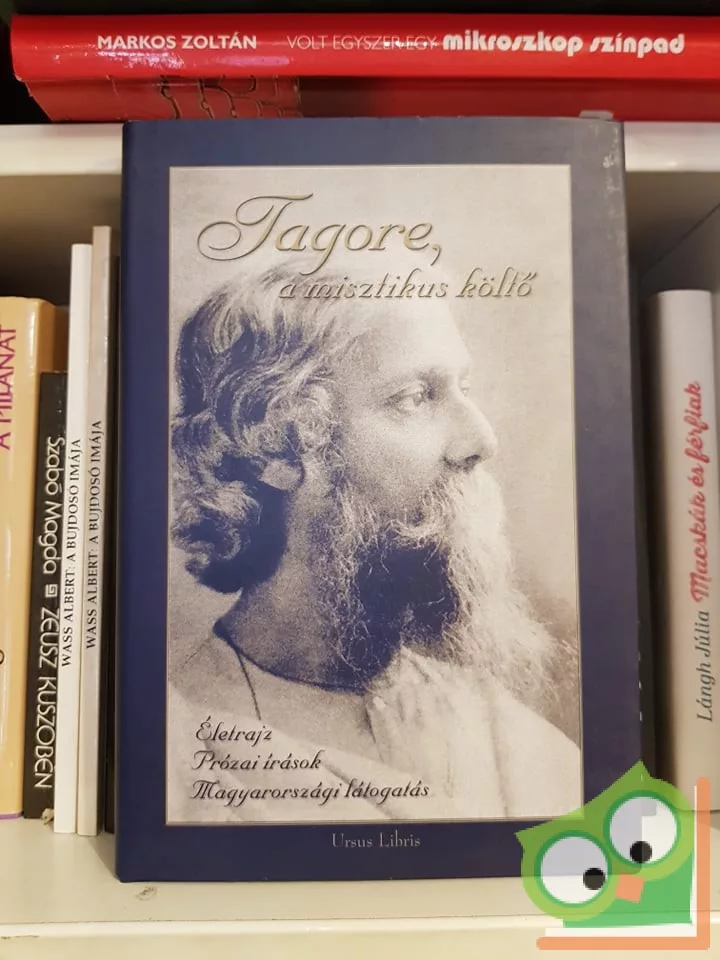 MARKOS ZOLTÁN VOLT EGYSZER EGY mikroszkop színpad
Tagore,
a misztikus költő
Életrajz
Prózai írások
Magyarországi látogatás
Ursus Libris
A PILLANAT
Szabó Magda ZEUSZ KÜSZÖBÉN
WASS ALBERT: A BUJDOSÓ IMÁJA
WASS ALBERT: A BUJDOSÓ IMÁJA
Lángh Júlia Macskák és férfiak